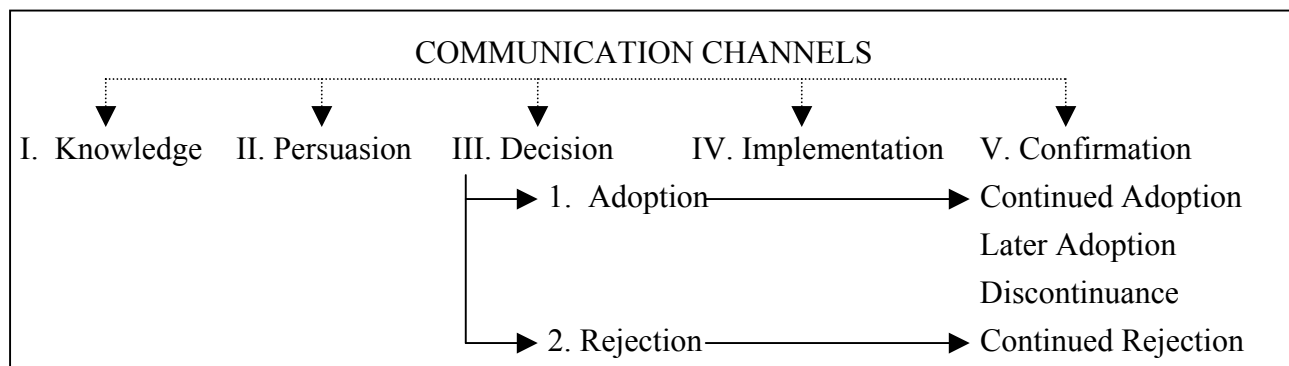 COMMUNICATION CHANNELS
I. Knowledge II. Persuasion III. Decision IV. Implementation V. Confirmation
1. Adoption Continued Adoption
Later Adoption
Discontinuance
2. Rejection Continued Rejection